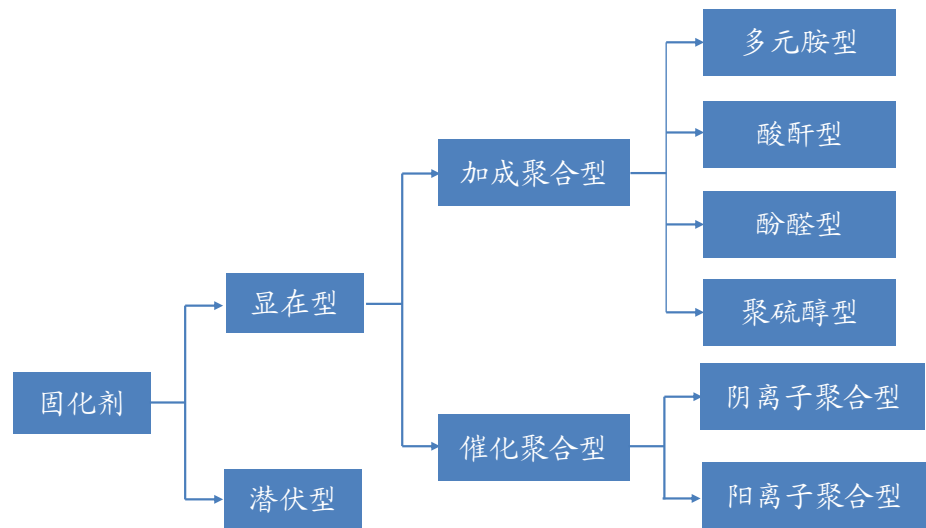 多元胺型
酸酐型
加成聚合型
酚醛型
显在型
聚硫醇型
固化剂
阴离子聚合型
催化聚合型
潜伏型
阳离子聚合型